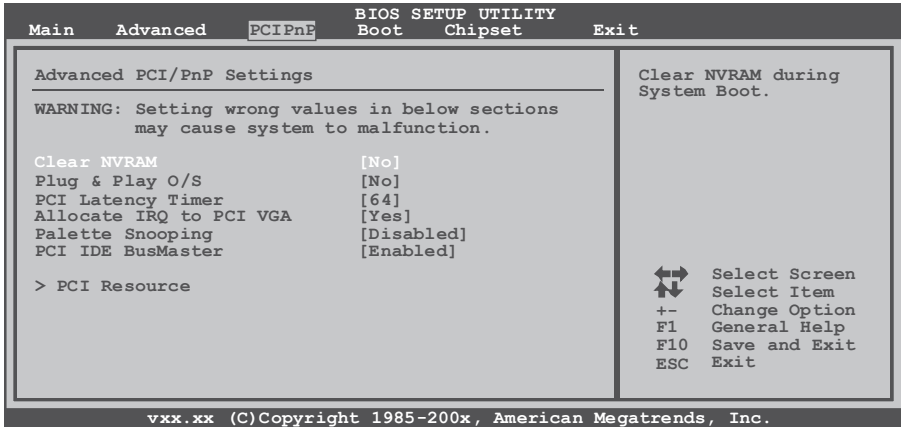 BIOS SETUP UTILITY
Main Advanced PCIPnP Boot Chipset Exit
Advanced PCI/PnP Settings
WARNING: Setting wrong values in below sections
may cause system to malfunction.
Clear NVRAM [No]
Plug & Play O/S [No]
PCI Latency Timer [64]
Allocate IRQ to PCI VGA [Yes]
Palette Snooping [Disabled]
PCI IDE BusMaster [Enabled]
> PCI Resource
Clear NVRAM during
System Boot.
Select Screen
Select Item
+- Change Option
F1 General Help
F10 Save and Exit
ESC Exit
vxx.xx (C)Copyright 1985-200x, American Megatrends, Inc.